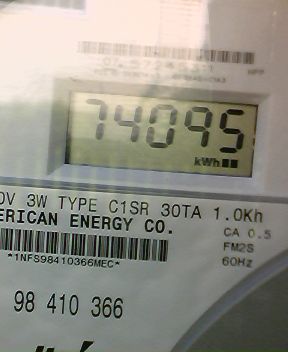 74095
kWh
0V 3W TYPE C1SR 30TA 1.0Kh
ERICAN ENERGY CO.
CA 0.5
FM2S
60Hz
*1NFS98410366MEC*
98 410 366